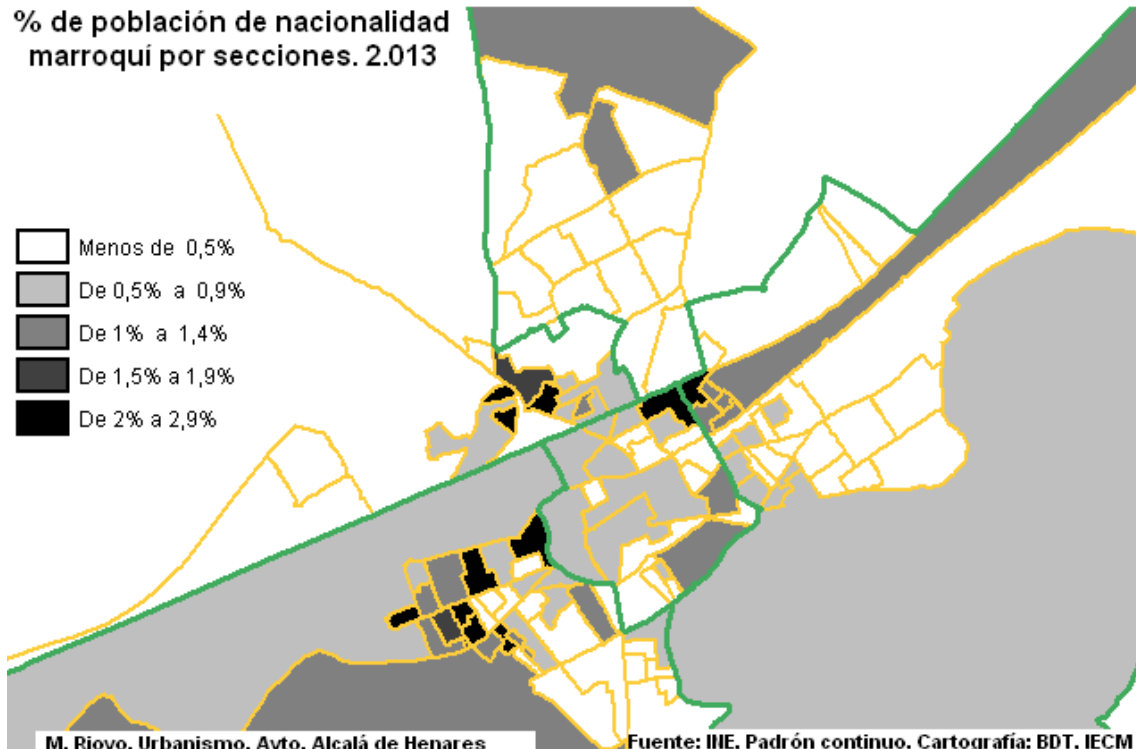 % de población de nacionalidad
marroquí por secciones. 2.013
Menos de 0,5%
De 0,5% a 0,9%
De 1% a 1,4%
De 1,5% a 1,9%
De 2% a 2,9%
M. Rioyo. Urbanismo. Ayto. Alcalá de Henares
Fuente: INE. Padrón continuo. Cartografía: BDT. IECM